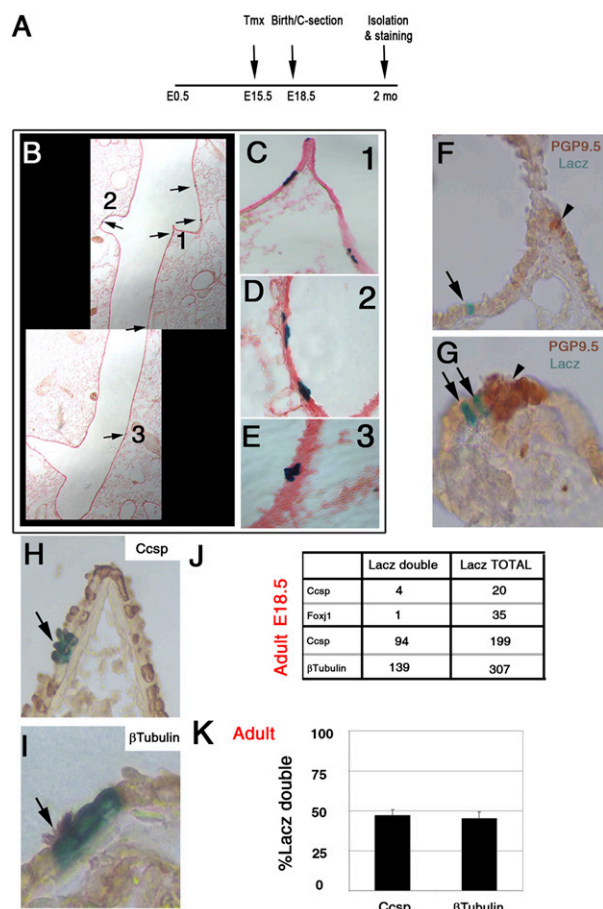 A
Tmx Birth/C-section Isolation & staining
E0.5 E15.5 E18.5 2 mo
B
2
1
3
C 1
D 2
E 3
F PGP9.5
Lacz
G PGP9.5
Lacz
H Ccsp
I βTubulin
J
Adult E18.5
Lacz double Lacz TOTAL
Ccsp 4 20
Foxj1 1 35
Ccsp 94 199
βTubulin 139 307
K Adult
%Lacz double
100
75
50
25
0
Ccsp βTubulin